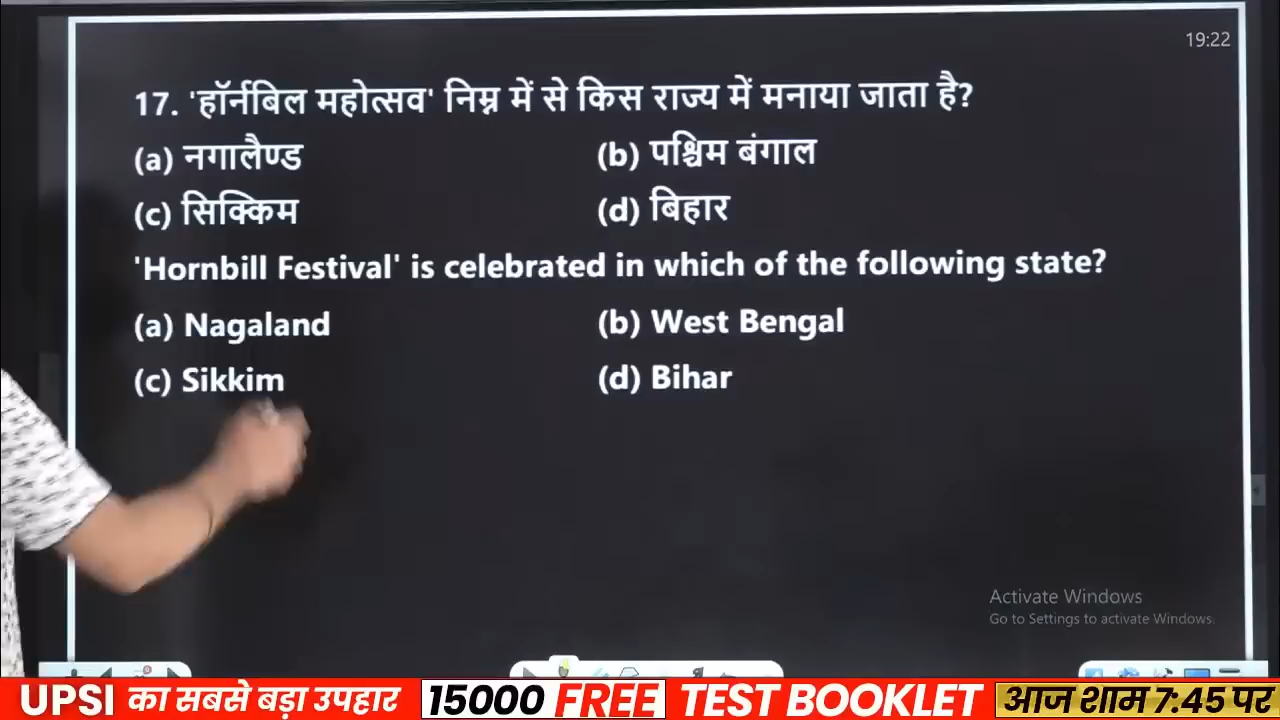 19:22
17. 'हॉर्नबिल महोत्सव' निम्न में से किस राज्य में मनाया जाता है?
(a) नगालैण्ड (b) पश्चिम बंगाल
(c) सिक्किम (d) बिहार
'Hornbill Festival' is celebrated in which of the following state?
(a) Nagaland (b) West Bengal
(c) Sikkim (d) Bihar
Activate Windows
Go to Settings to activate Windows.
UPSI का सबसे बड़ा उपहार 15000 FREE TEST BOOKLET आज शाम 7:45 पर